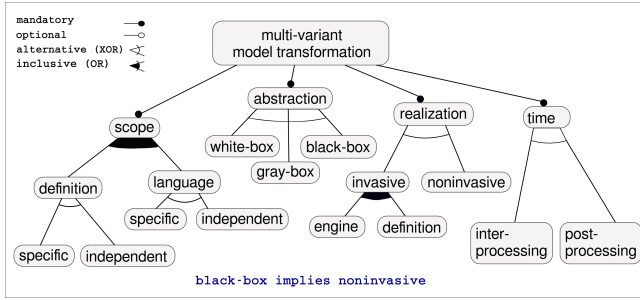 mandatory
optional
alternative (XOR)
inclusive (OR)
multi-variant
model transformation
scope
abstraction
realization
time
white-box
gray-box
black-box
definition
language
invasive
noninvasive
specific
independent
specific
independent
engine
definition
inter-
processing
post-
processing
black-box implies noninvasive